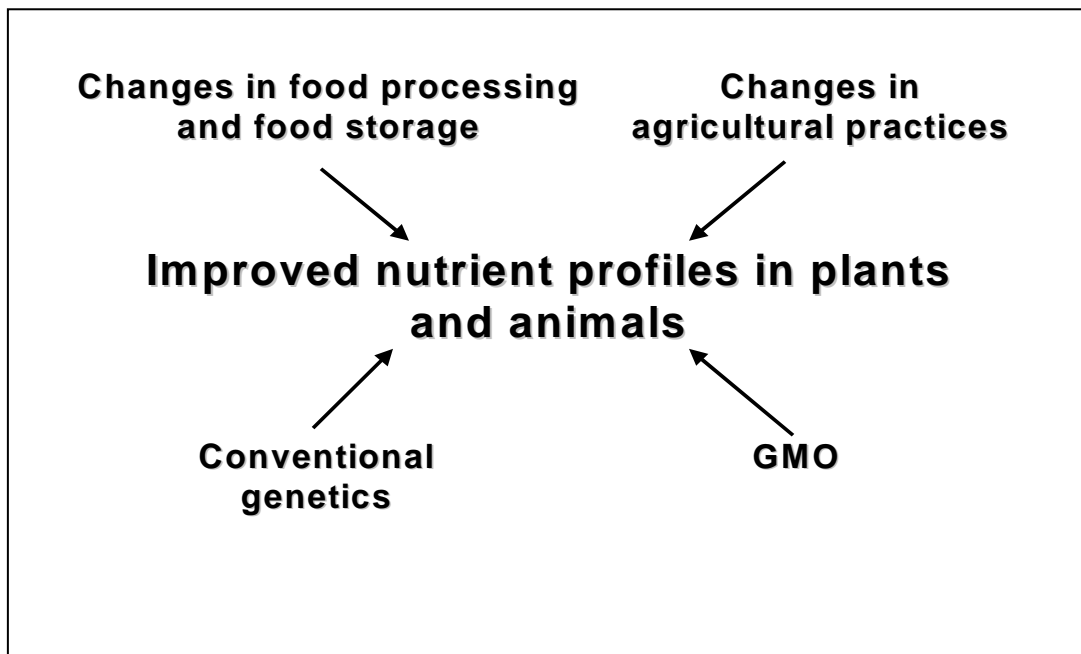 Changes in food processing
and food storage
Changes in
agricultural practices
Improved nutrient profiles in plants
and animals
Conventional
genetics
GMO